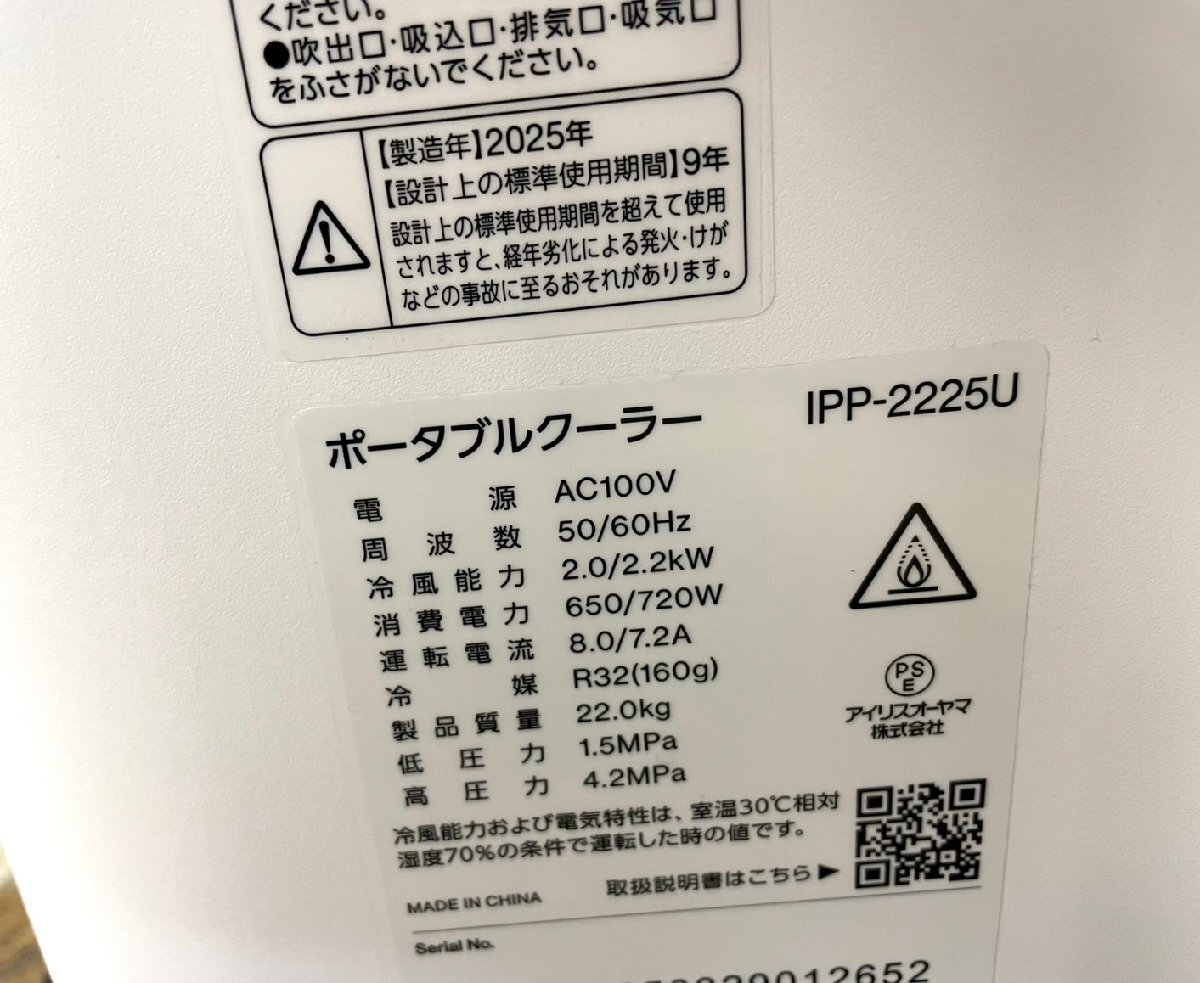 ください。
●吹出口・吸込口・排気口・吸気口
をふさがないでください。
【製造年】2025年
【設計上の標準使用期間】9年
設計上の標準使用期間を超えて使用
されますと、経年劣化による発火・けが
などの事故に至るおそれがあります。
ポータブルクーラー IPP-2225U
電源 AC100V
周波数 50/60Hz
冷風能力 2.0/2.2kW
消費電力 650/720W
運転電流 8.0/7.2A
冷媒 R32(160g)
製品質量 22.0kg
低圧力 1.5MPa
高圧力 4.2MPa
PSE
アイリスオーヤマ
株式会社
冷風能力および電気特性は、室温30℃相対
湿度70%の条件で運転した時の値です。
取扱説明書はこちら▶
MADE IN CHINA
Serial No.
9012652